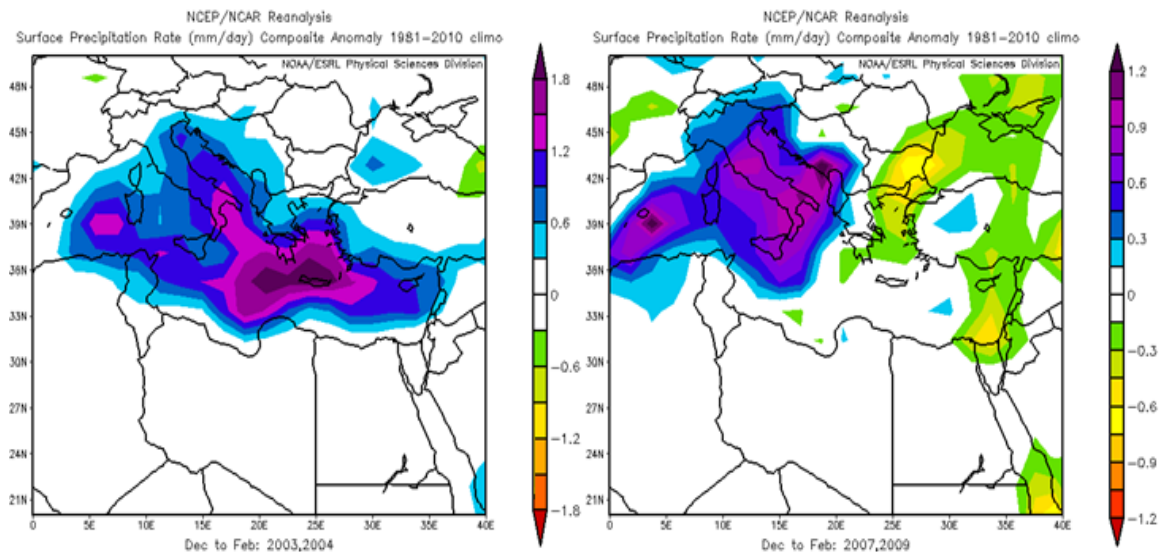 NCEP/NCAR Reanalysis
Surface Precipitation Rate (mm/day) Composite Anomaly 1981-2010 climo
NOAA/ESRL Physical Sciences Division
48N
45N
42N
39N
36N
33N
30N
27N
24N
21N
0 5E 10E 15E 20E 25E 30E 35E 40E
Dec to Feb: 2003,2004
1.8
1.2
0.6
0
-0.6
-1.2
-1.8
NCEP/NCAR Reanalysis
Surface Precipitation Rate (mm/day) Composite Anomaly 1981-2010 climo
NOAA/ESRL Physical Sciences Division
48N
45N
42N
39N
36N
33N
30N
27N
24N
21N
0 5E 10E 15E 20E 25E 30E 35E 40E
Dec to Feb: 2007,2009
1.2
0.9
0.6
0.3
0
-0.3
-0.6
-0.9
-1.2